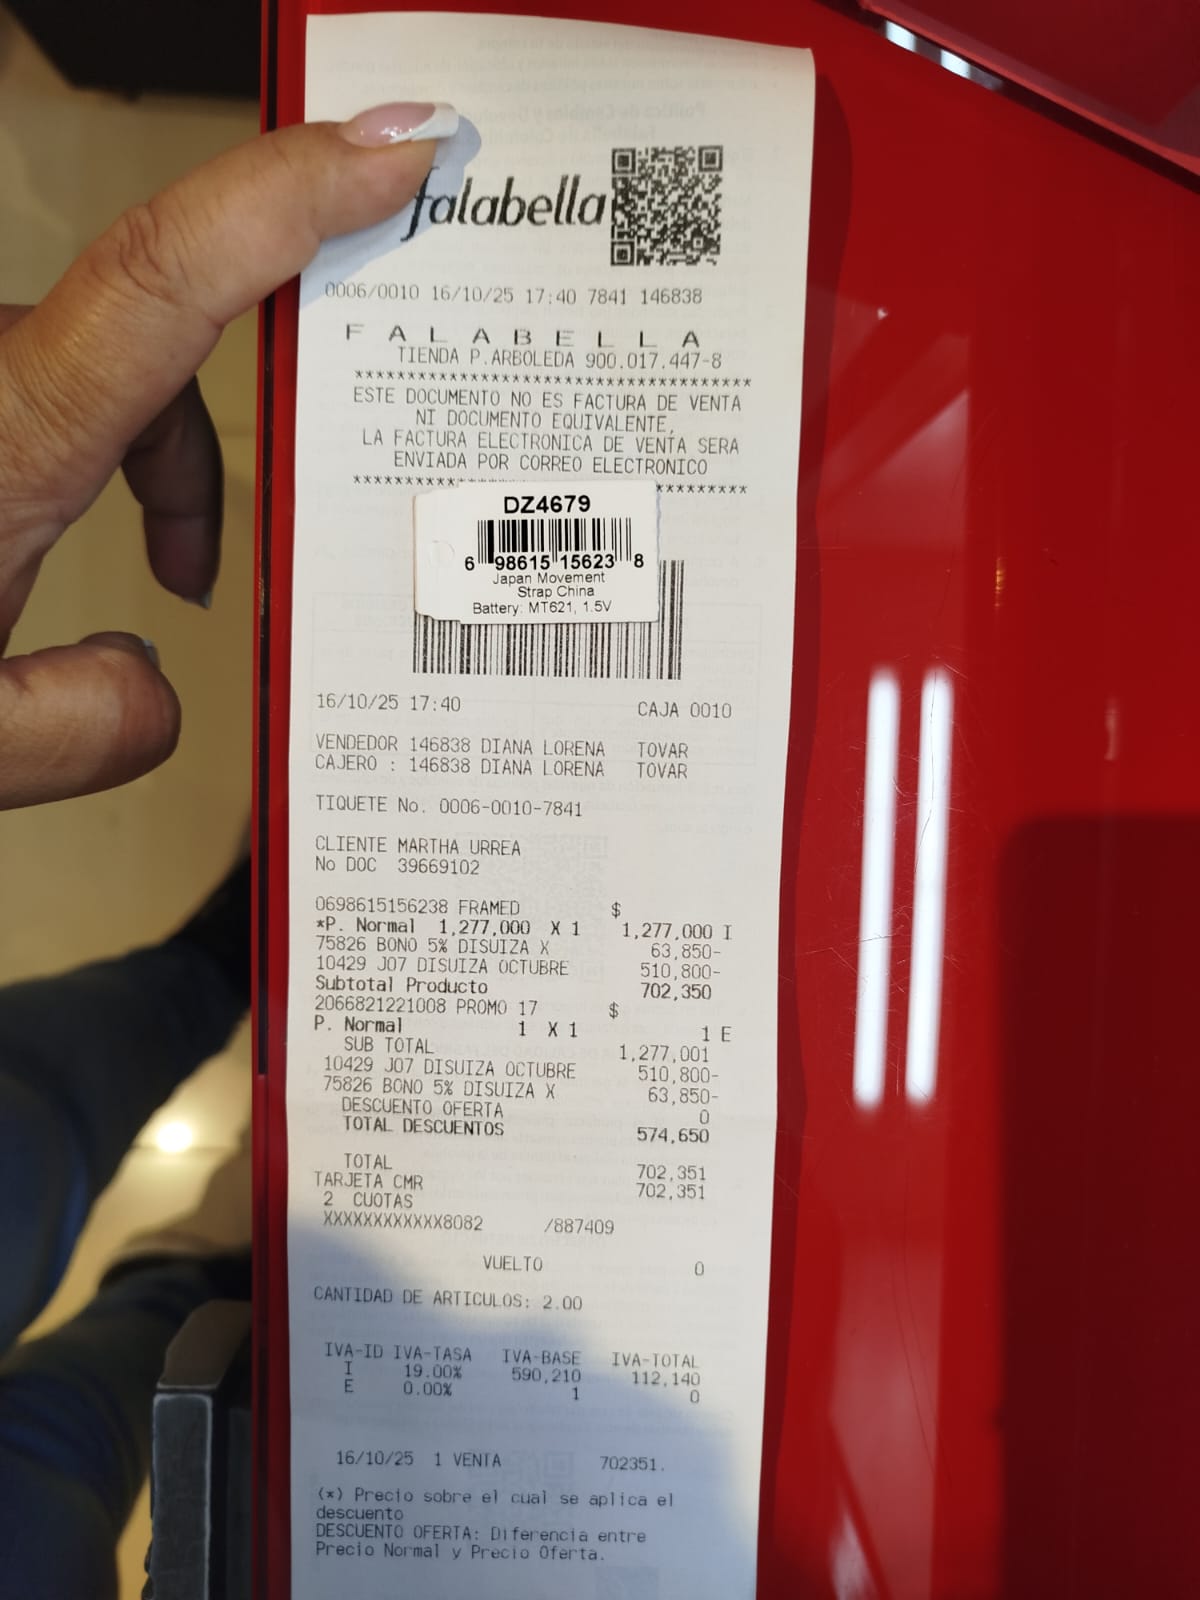 falabella
0006/0010 16/10/25 17:40 7841 146838
F A L A B E L L A
TIENDA P.ARBOLEDA 900.017.447-8
**************************************
ESTE DOCUMENTO NO ES FACTURA DE VENTA
NI DOCUMENTO EQUIVALENTE,
LA FACTURA ELECTRONICA DE VENTA SERA
ENVIADA POR CORREO ELECTRONICO
DZ4679
6 98615 15623 8
Japan Movement
Strap China
Battery: MT621, 1.5V
16/10/25 17:40 CAJA 0010
VENDEDOR 146838 DIANA LORENA TOVAR
CAJERO : 146838 DIANA LORENA TOVAR
TIQUETE No. 0006-0010-7841
CLIENTE MARTHA URREA
No DOC 39669102
0698615156238 FRAMED $
*P. Normal 1,277,000 X 1 1,277,000 I
75826 BONO 5% DISUIZA X 63,850-
10429 J07 DISUIZA OCTUBRE 510,800-
Subtotal Producto 702,350
2066821221008 PROMO 17 $
P. Normal 1 X 1 1 E
SUB TOTAL 1,277,001
10429 J07 DISUIZA OCTUBRE 510,800-
75826 BONO 5% DISUIZA X 63,850-
DESCUENTO OFERTA 0
TOTAL DESCUENTOS 574,650
TOTAL 702,351
TARJETA CMR 702,351
2 CUOTAS
XXXXXXXXXXXX8082 /887409
VUELTO 0
CANTIDAD DE ARTICULOS: 2.00
IVA-ID IVA-TASA IVA-BASE IVA-TOTAL
I 19.00% 590,210 112,140
E 0.00% 1 0
16/10/25 1 VENTA 702351.
(*) Precio sobre el cual se aplica el
descuento
DESCUENTO OFERTA: Diferencia entre
Precio Normal y Precio Oferta.